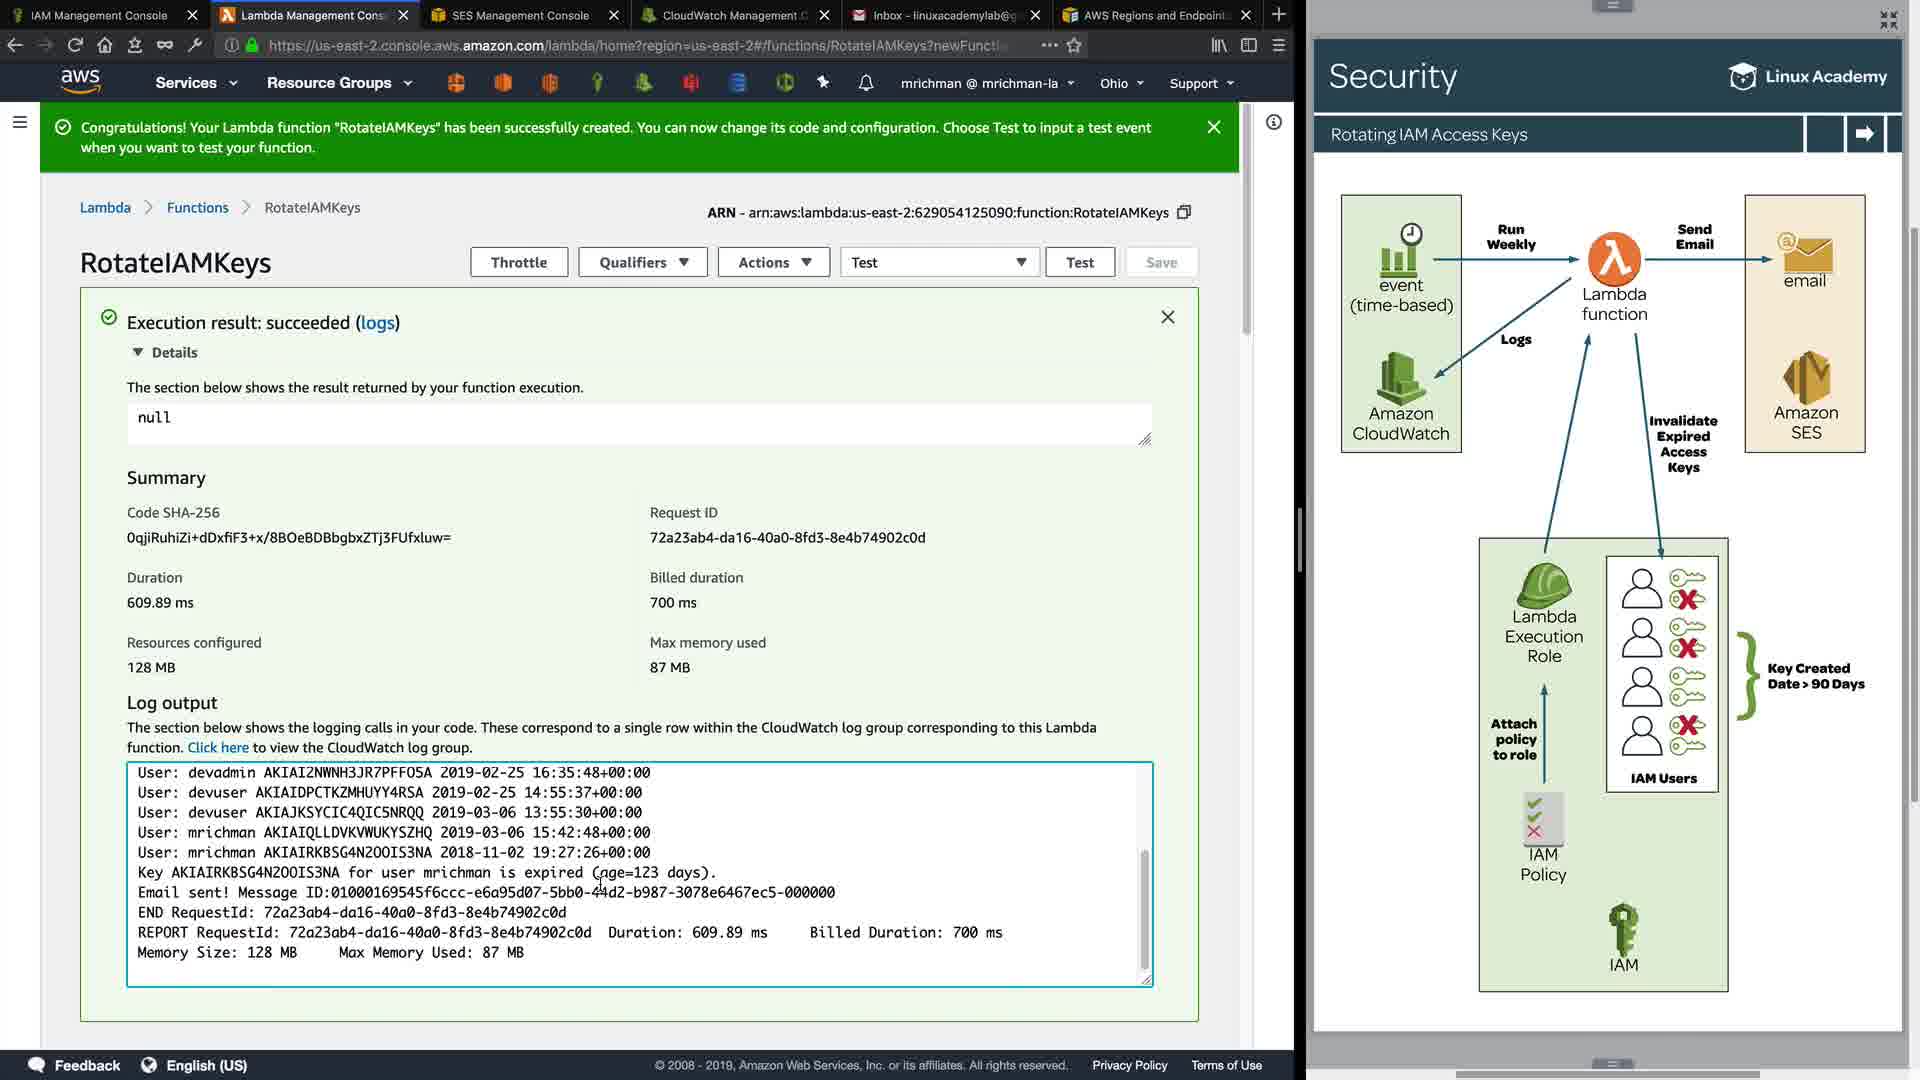 IAM Management Console
Lambda Management Cons
SES Management Console
CloudWatch Management C
Inbox - linuxacademylab@g
AWS Regions and Endpoint
https://us-east-2.console.aws.amazon.com/lambda/home?region=us-east-2#/functions/RotateIAMKeys?newFuncti
aws
Services
Resource Groups
mrichman @ mrichman-la
Ohio
Support
Congratulations! Your Lambda function "RotateIAMKeys" has been successfully created. You can now change its code and configuration. Choose Test to input a test event
when you want to test your function.
Lambda > Functions > RotateIAMKeys
ARN - arn:aws:lambda:us-east-2:629054125090:function:RotateIAMKeys
RotateIAMKeys
Throttle
Qualifiers
Actions
Test
Test
Save
Execution result: succeeded (logs)
Details
The section below shows the result returned by your function execution.
null
Summary
Code SHA-256
Request ID
0qjiRuhiZi+dDxfiF3+x/8BOeBDBbgbxZTj3FUfxluw=
72a23ab4-da16-40a0-8fd3-8e4b74902c0d
Duration
Billed duration
609.89 ms
700 ms
Resources configured
Max memory used
128 MB
87 MB
Log output
The section below shows the logging calls in your code. These correspond to a single row within the CloudWatch log group corresponding to this Lambda
function. Click here to view the CloudWatch log group.
User: devadmin AKIAI2NWNH3JR7PFFO5A 2019-02-25 16:35:48+00:00
User: devuser AKIAIDPCTKZMHUYY4RSA 2019-02-25 14:55:37+00:00
User: devuser AKIAJKSYCIC4QIC5NRQQ 2019-03-06 13:55:30+00:00
User: mrichman AKIAIQLLDVKVWUKYSZHQ 2019-03-06 15:42:48+00:00
User: mrichman AKIAIRKBSG4N2OOIS3NA 2018-11-02 19:27:26+00:00
Key AKIAIRKBSG4N2OOIS3NA for user mrichman is expired (age=123 days).
Email sent! Message ID:01000169545f6ccc-e6a95d07-5bb0-44d2-b987-3078e6467ec5-000000
END RequestId: 72a23ab4-da16-40a0-8fd3-8e4b74902c0d
REPORT RequestId: 72a23ab4-da16-40a0-8fd3-8e4b74902c0d Duration: 609.89 ms Billed Duration: 700 ms
Memory Size: 128 MB Max Memory Used: 87 MB
Feedback
English (US)
© 2008 - 2019, Amazon Web Services, Inc. or its affiliates. All rights reserved.
Privacy Policy
Terms of Use
Security
Linux Academy
Rotating IAM Access Keys
event
(time-based)
Run
Weekly
Lambda
function
Send
Email
email
Logs
Amazon
CloudWatch
Amazon
SES
Invalidate
Expired
Access
Keys
Lambda
Execution
Role
Key Created
Date > 90 Days
Attach
policy
to role
IAM Users
IAM
Policy
IAM